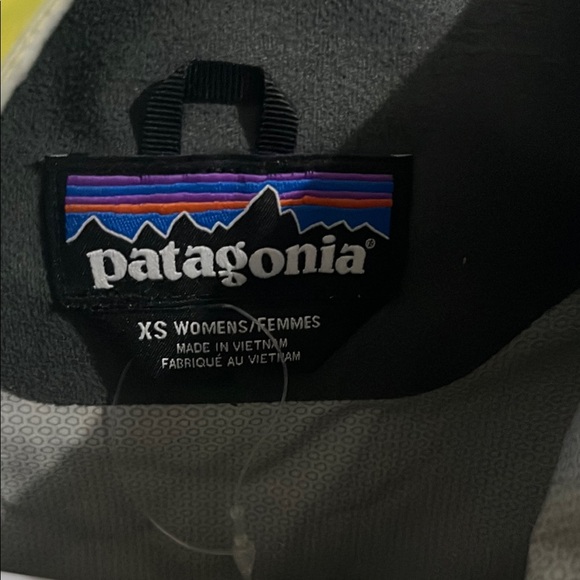 patagonia®
XS WOMENS/FEMMES
MADE IN VIETNAM
FABRIQUÉ AU VIETNAM